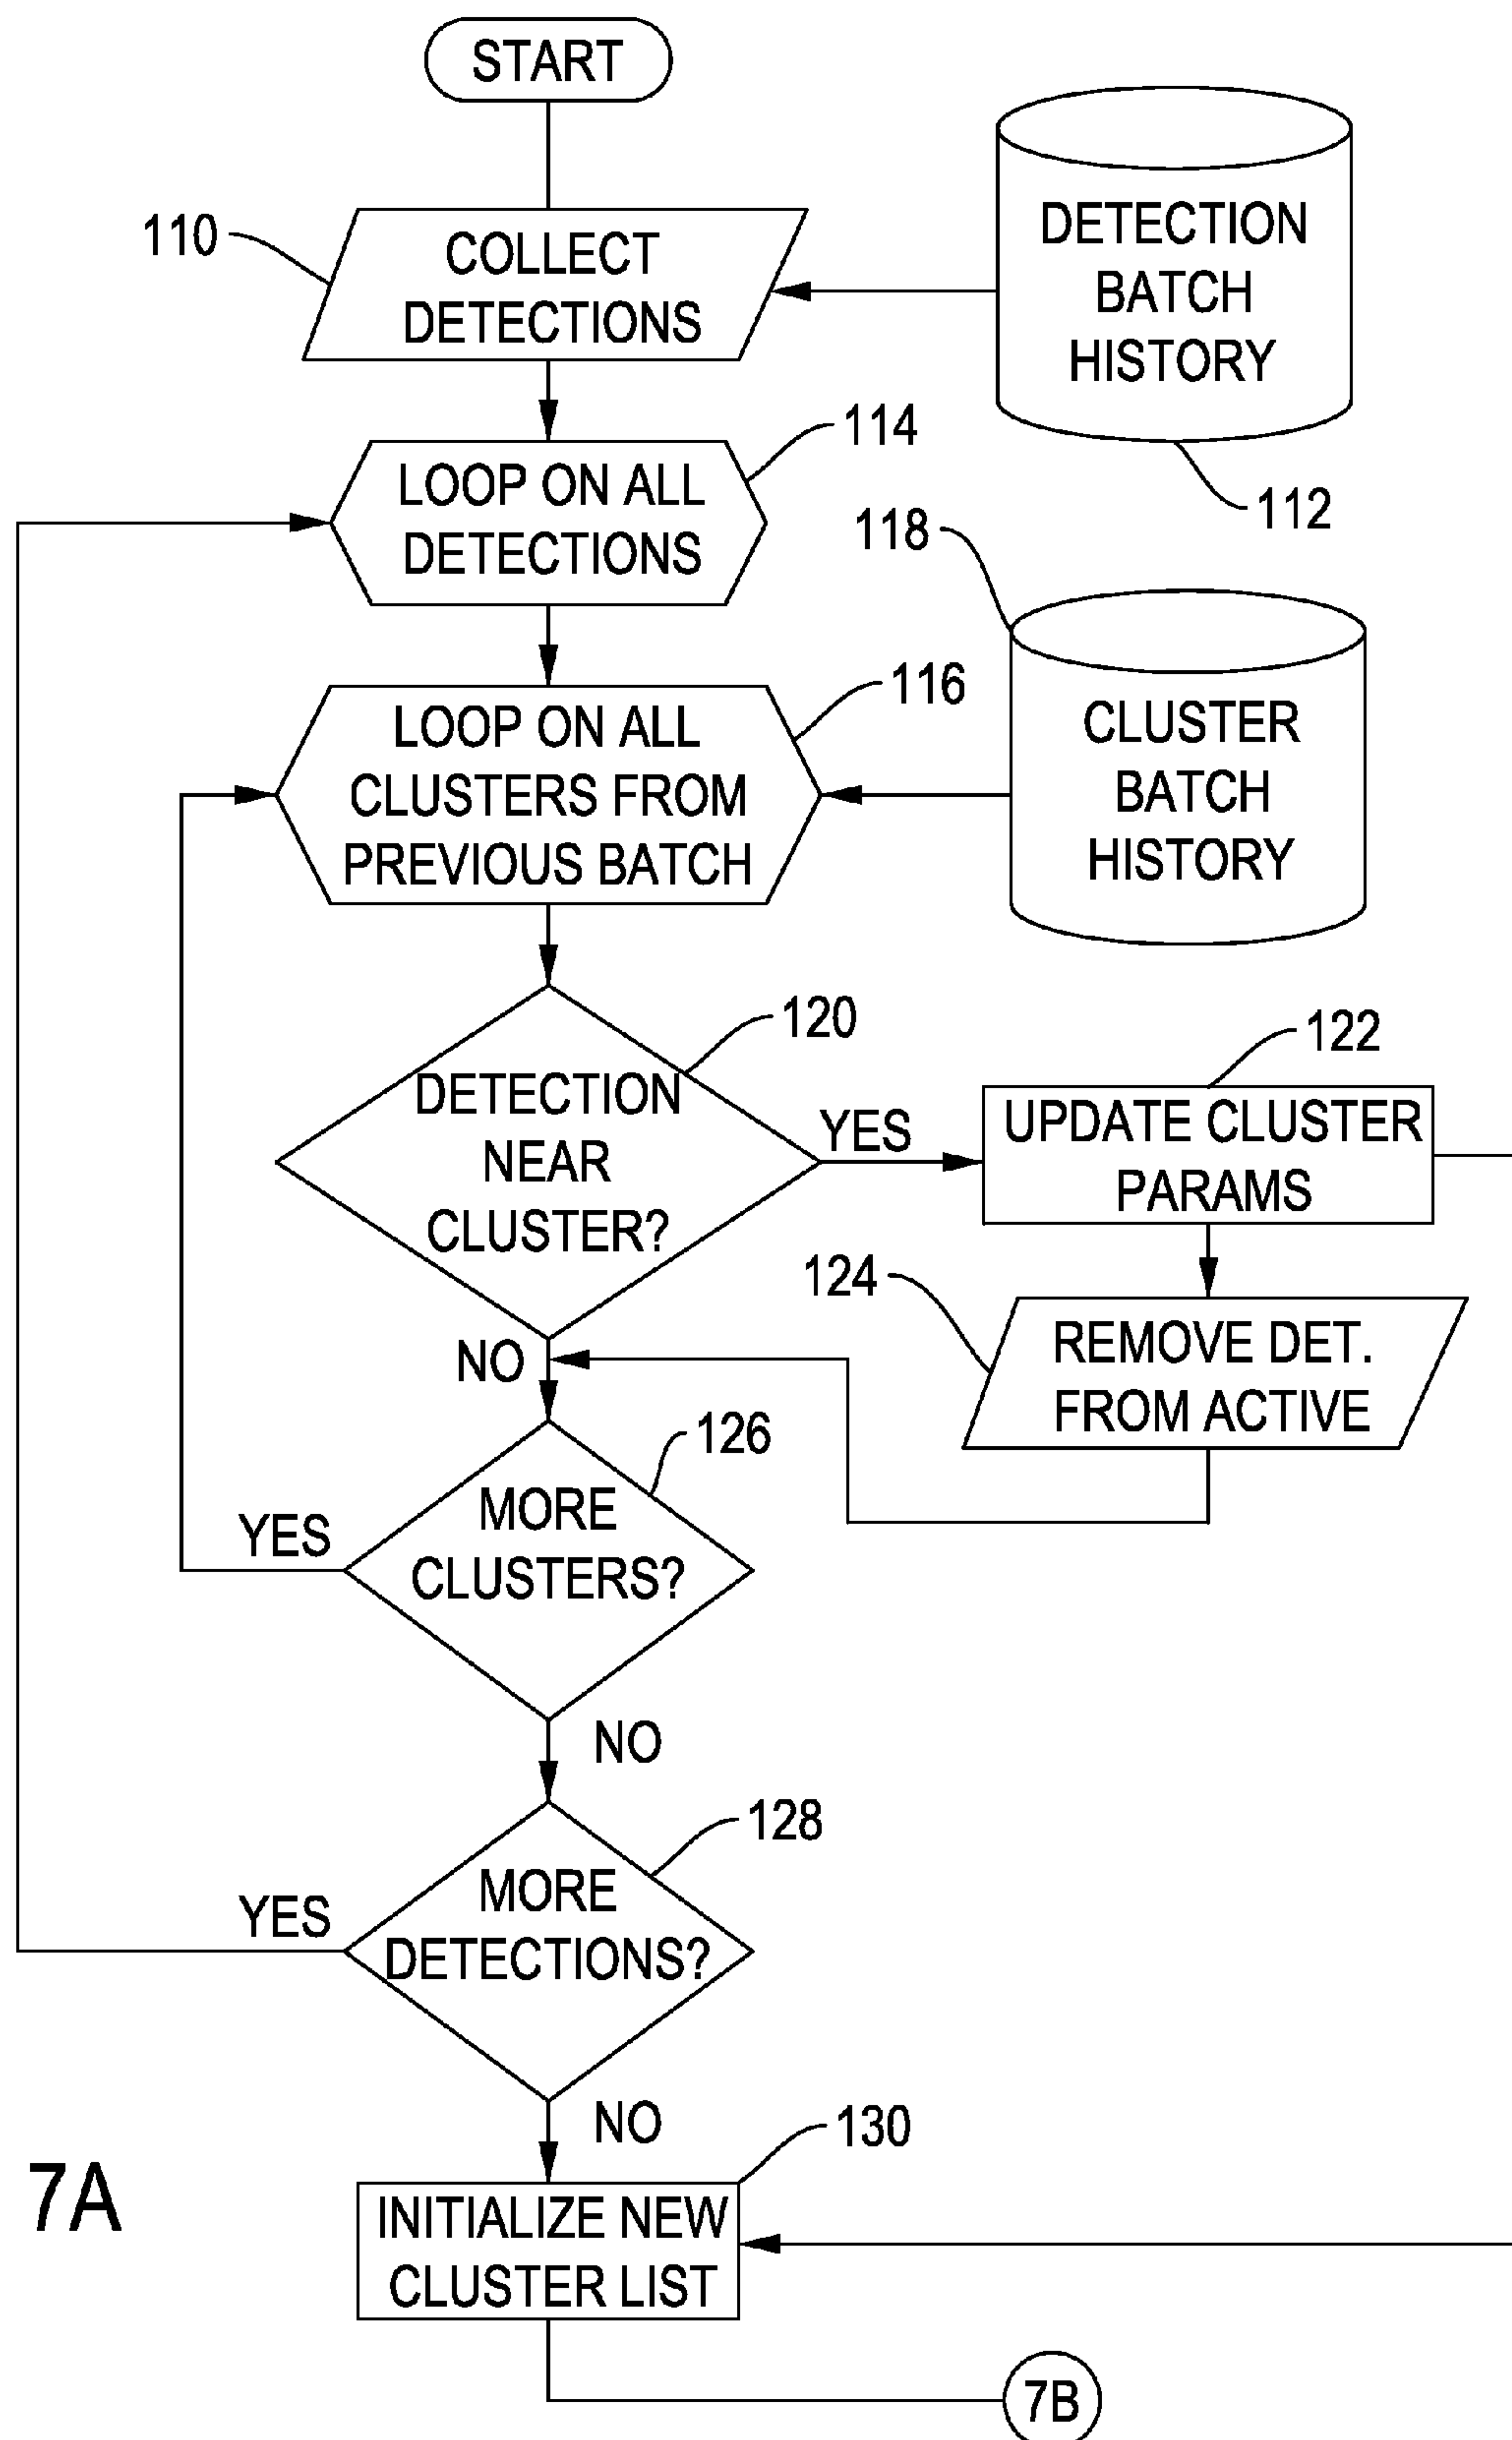 START
110
COLLECT
DETECTIONS
DETECTION
BATCH
HISTORY
112
114
LOOP ON ALL
DETECTIONS
118
116
LOOP ON ALL
CLUSTERS FROM
PREVIOUS BATCH
CLUSTER
BATCH
HISTORY
120
DETECTION
NEAR
CLUSTER?
YES
122
UPDATE CLUSTER
PARAMS
124
REMOVE DET.
FROM ACTIVE
NO
126
MORE
CLUSTERS?
YES
NO
128
MORE
DETECTIONS?
YES
NO
130
INITIALIZE NEW
CLUSTER LIST
7A
7B